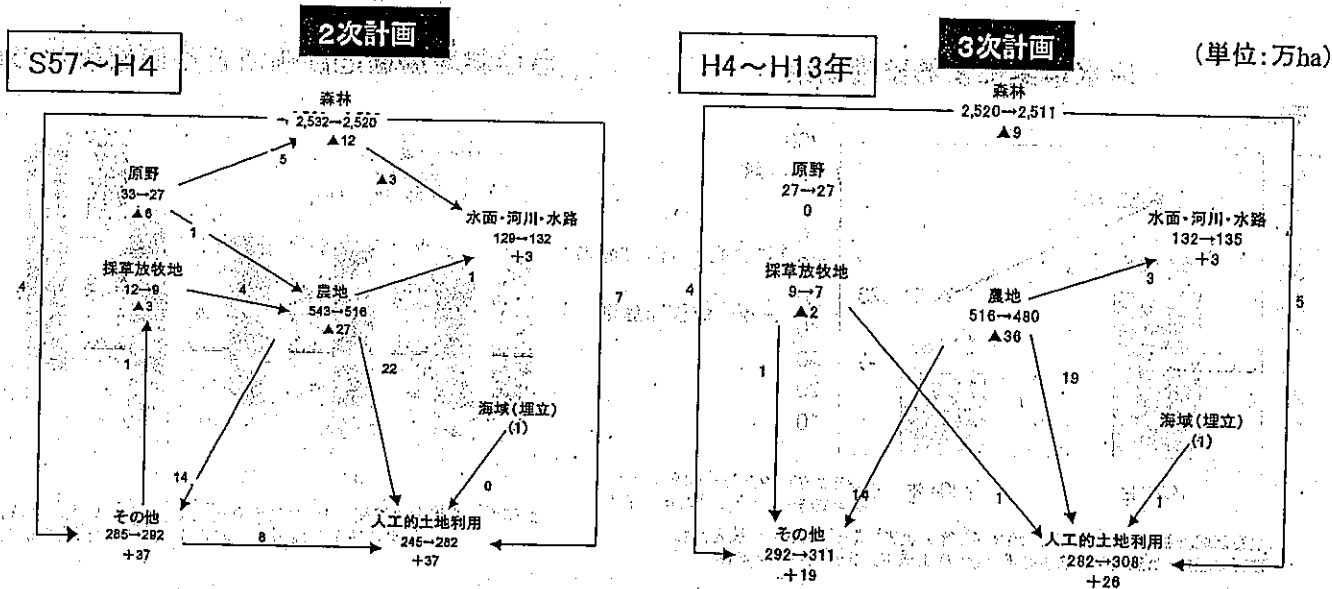 2次計画
S57～H4
森林
2,532→2,520
▲12
5
▲3
原野
33→27
▲6
1
水面・河川・水路
129→132
+3
採草放牧地
12→9
▲3
4
4
農地
543→516
▲27
1
7
1
22
海域(埋立)
(1)
14
0
その他
285→292
+37
8
人工的土地利用
245→282
+37
3次計画
(単位:万ha)
H4～H13年
森林
2,520→2,511
▲9
原野
27→27
0
水面・河川・水路
132→135
+3
採草放牧地
9→7
▲2
4
農地
516→480
▲36
3
5
1
19
海域(埋立)
(1)
14
1
1
その他
292→311
+19
人工的土地利用
282→308
+26